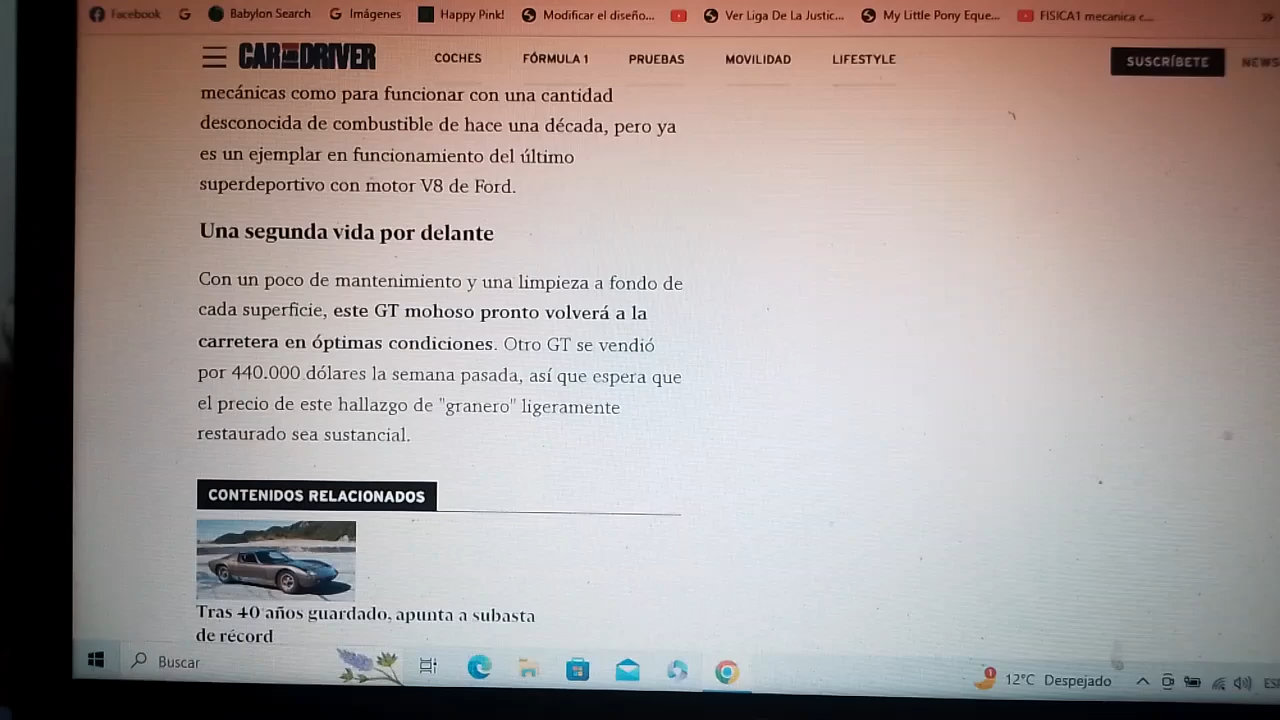 Facebook
Babylon Search
Imágenes
Happy Pink!
Modificar el diseño...
Ver Liga De La Justic...
My Little Pony Eque...
FISICA1 mecanica c...
»
CAR AND DRIVER
COCHES
FÓRMULA 1
PRUEBAS
MOVILIDAD
LIFESTYLE
SUSCRÍBETE
NEWS
mecánicas como para funcionar con una cantidad
desconocida de combustible de hace una década, pero ya
es un ejemplar en funcionamiento del último
superdeportivo con motor V8 de Ford.
Una segunda vida por delante
Con un poco de mantenimiento y una limpieza a fondo de
cada superficie, este GT mohoso pronto volverá a la
carretera en óptimas condiciones. Otro GT se vendió
por 440.000 dólares la semana pasada, así que espera que
el precio de este hallazgo de "granero" ligeramente
restaurado sea sustancial.
CONTENIDOS RELACIONADOS
Tras 40 años guardado, apunta a subasta
de récord
Buscar
1
12°C Despejado
ES